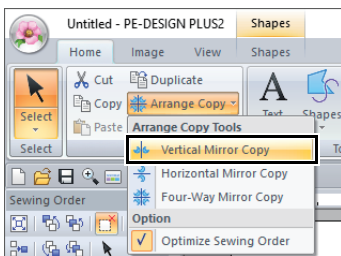 Untitled - PE-DESIGN PLUS2
Shapes
Home
Image
View
Shapes
Select
Cut
Copy
Paste
Duplicate
Arrange Copy
Text
Shapes
Select
Arrange Copy Tools
Vertical Mirror Copy
Horizontal Mirror Copy
Four-Way Mirror Copy
Option
Optimize Sewing Order
Sewing Order